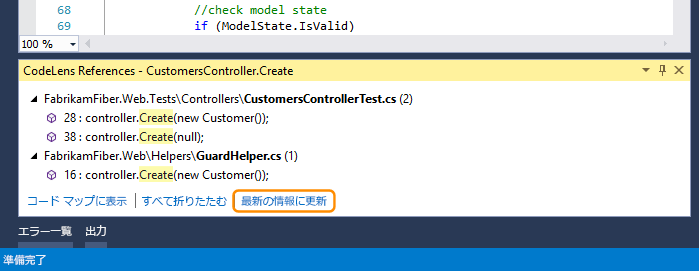 68 //check model state
69 if (ModelState.IsValid)
100 %
CodeLens References - CustomersController.Create
FabrikamFiber.Web.Tests\Controllers\CustomersControllerTest.cs (2)
28 : controller.Create(new Customer());
38 : controller.Create(null);
FabrikamFiber.Web\Helpers\GuardHelper.cs (1)
16 : controller.Create(new Customer());
コード マップに表示 | すべて折りたたむ | 最新の情報に更新
エラー一覧 出力
準備完了